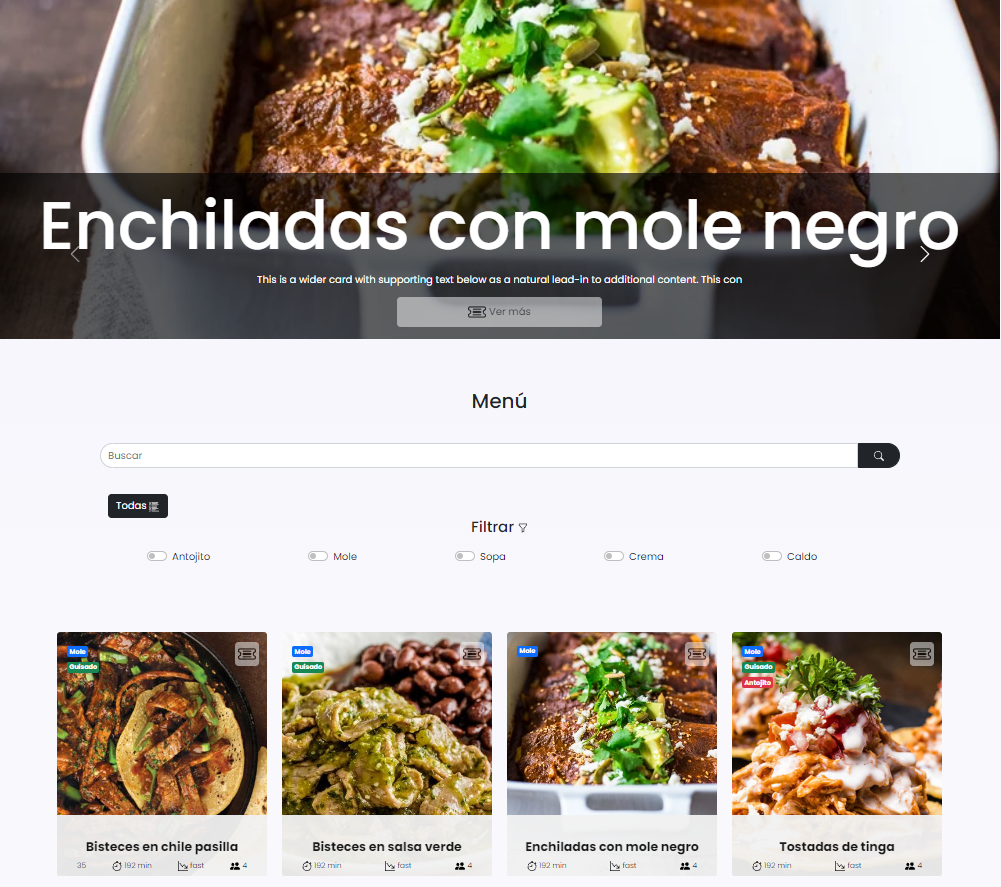 Enchiladas con mole negro
This is a wider card with supporting text below as a natural lead-in to additional content. This con
Ver más
Menú
Buscar
Todas
Filtrar
Antojito Mole Sopa Crema Caldo
Mole
Guisado
Bisteces en chile pasilla
35 192 min fast 4
Mole
Guisado
Bisteces en salsa verde
192 min fast 4
Mole
Enchiladas con mole negro
192 min fast 4
Mole
Guisado
Antojito
Tostadas de tinga
192 min fast 4